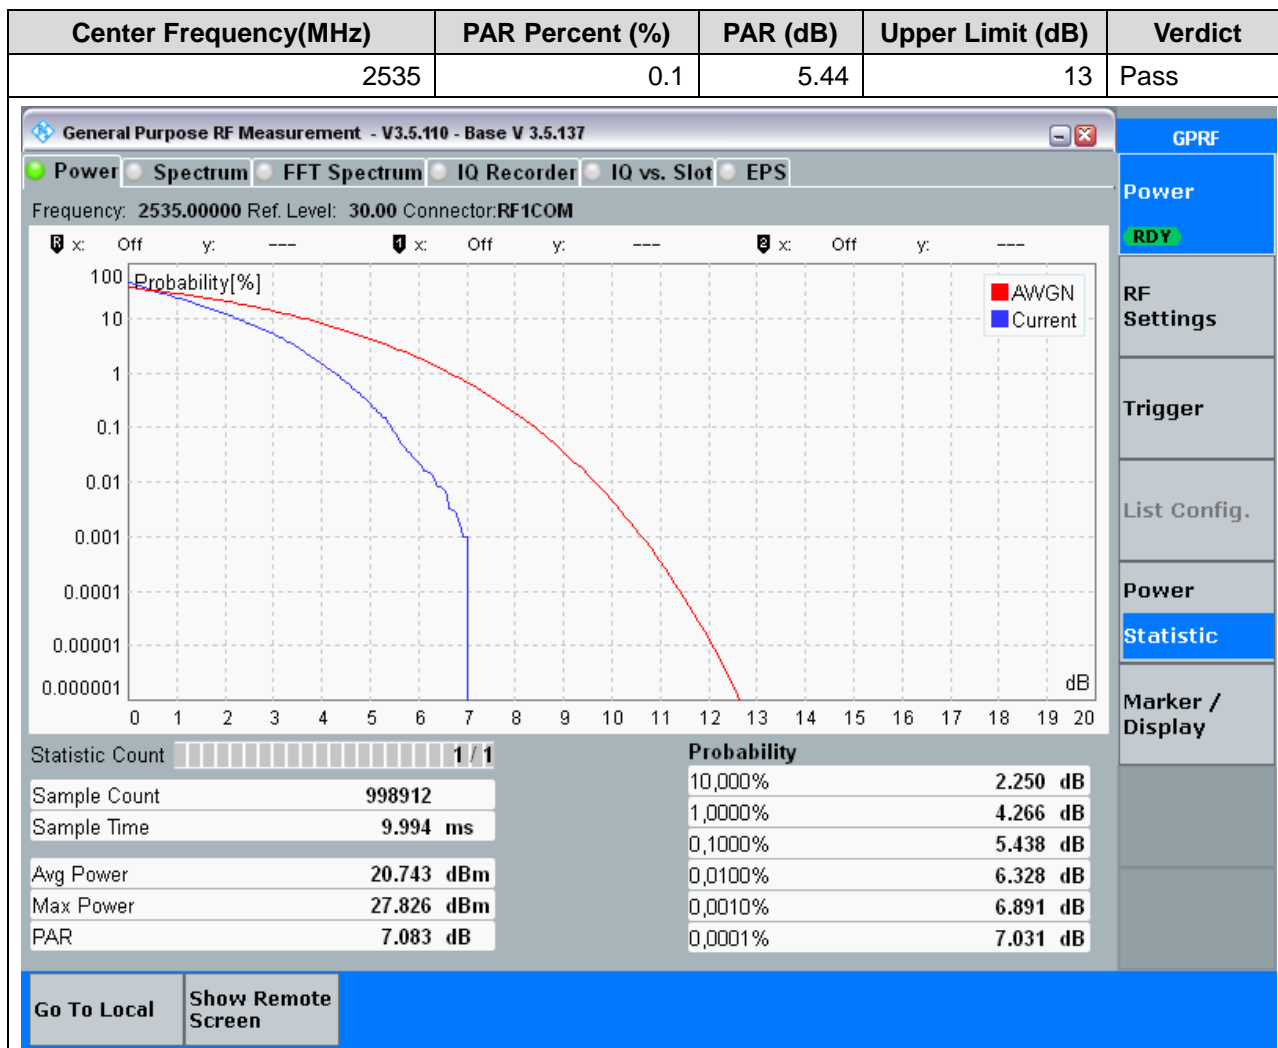 Center Frequency(MHz) PAR Percent (%) PAR (dB) Upper Limit (dB) Verdict
2535 0.1 5.44 13 Pass
General Purpose RF Measurement - V3.5.110 - Base V 3.5.137
GPRF
Power Spectrum FFT Spectrum IQ Recorder IQ vs. Slot EPS
Power
RDY
Frequency: 2535.00000 Ref. Level: 30.00 Connector:RF1COM
R x: Off y: --- 1 x: Off y: --- 2 x: Off y: ---
Probability[%]
100
10
1
0.1
0.01
0.001
0.0001
0.00001
0.000001
AWGN
Current
dB
0 1 2 3 4 5 6 7 8 9 10 11 12 13 14 15 16 17 18 19 20
RF
Settings
Trigger
List Config.
Power
Statistic
Marker /
Display
Statistic Count 1 / 1
Sample Count 998912
Sample Time 9.994 ms
Avg Power 20.743 dBm
Max Power 27.826 dBm
PAR 7.083 dB
Probability
10,000% 2.250 dB
1,0000% 4.266 dB
0,1000% 5.438 dB
0,0100% 6.328 dB
0,0010% 6.891 dB
0,0001% 7.031 dB
Go To Local
Show Remote
Screen